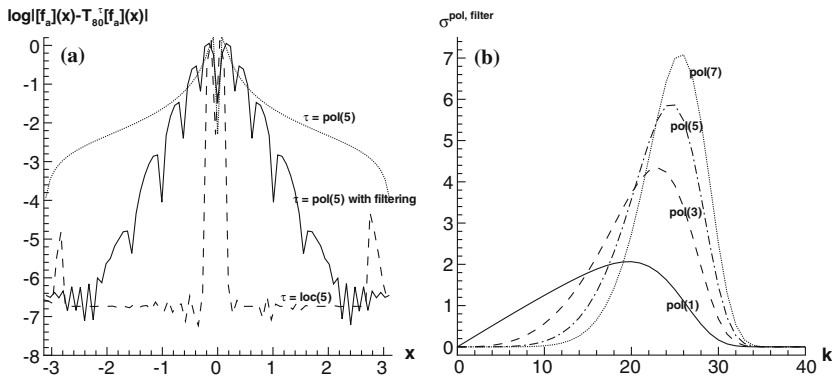 log|[f_a](x)-T_80^τ[f_a](x)|
0
-1
-2
-3
-4
-5
-6
-7
-8
(a)
τ = pol(5)
τ = pol(5) with filtering
τ = loc(5)
-3 -2 -1 0 1 2 3
x
σ^pol, filter
8
7
6
5
4
3
2
1
0
(b)
pol(7)
pol(5)
pol(3)
pol(1)
0 10 20 30 40
k